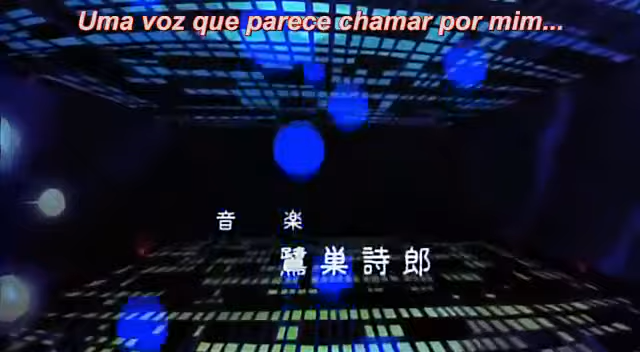 Uma voz que parece chamar por mim...
音 楽
鷺巣詩郎